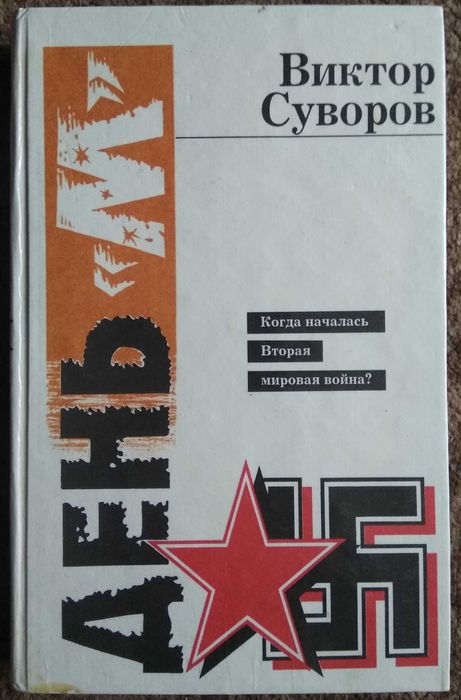 Виктор
Суворов
ДЕНЬ «М»
Когда началась
Вторая
мировая война?